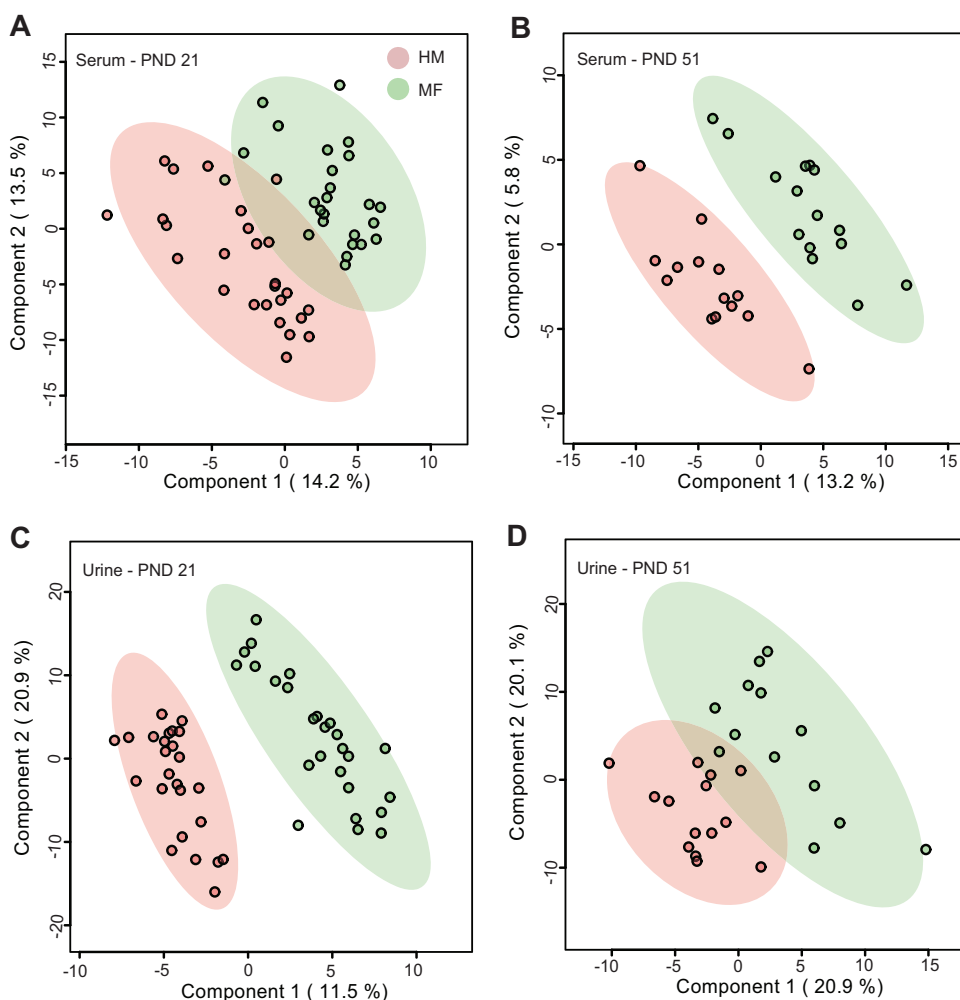 A
Serum - PND 21
HM
MF
15
10
5
0
-5
-10
-15
Component 2 ( 13.5 %)
-15
-10
-5
0
5
10
Component 1 ( 14.2 %)
B
Serum - PND 51
10
5
0
-5
-10
Component 2 ( 5.8 %)
-10
-5
0
5
10
15
Component 1 ( 13.2 %)
C
Urine - PND 21
20
10
0
-10
-20
Component 2 ( 20.9 %)
-10
-5
0
5
10
Component 1 ( 11.5 %)
D
Urine - PND 51
20
10
0
-10
Component 2 ( 20.1 %)
-10
-5
0
5
10
15
Component 1 ( 20.9 %)